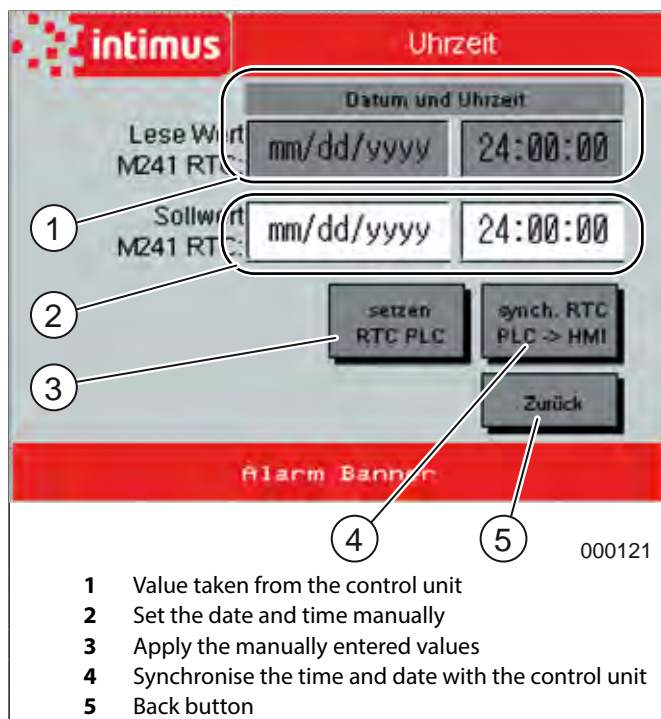 intimus
Uhrzeit
Datum und Uhrzeit
Lese Wert
M241 RTC:
mm/dd/yyyy 24:00:00
1
Sollwert
M241 RTC:
mm/dd/yyyy 24:00:00
2
setzen
RTC PLC
synch. RTC
PLC -> HMI
3
Zurück
Alarm Banner
4 5
000121
1 Value taken from the control unit
2 Set the date and time manually
3 Apply the manually entered values
4 Synchronise the time and date with the control unit
5 Back button